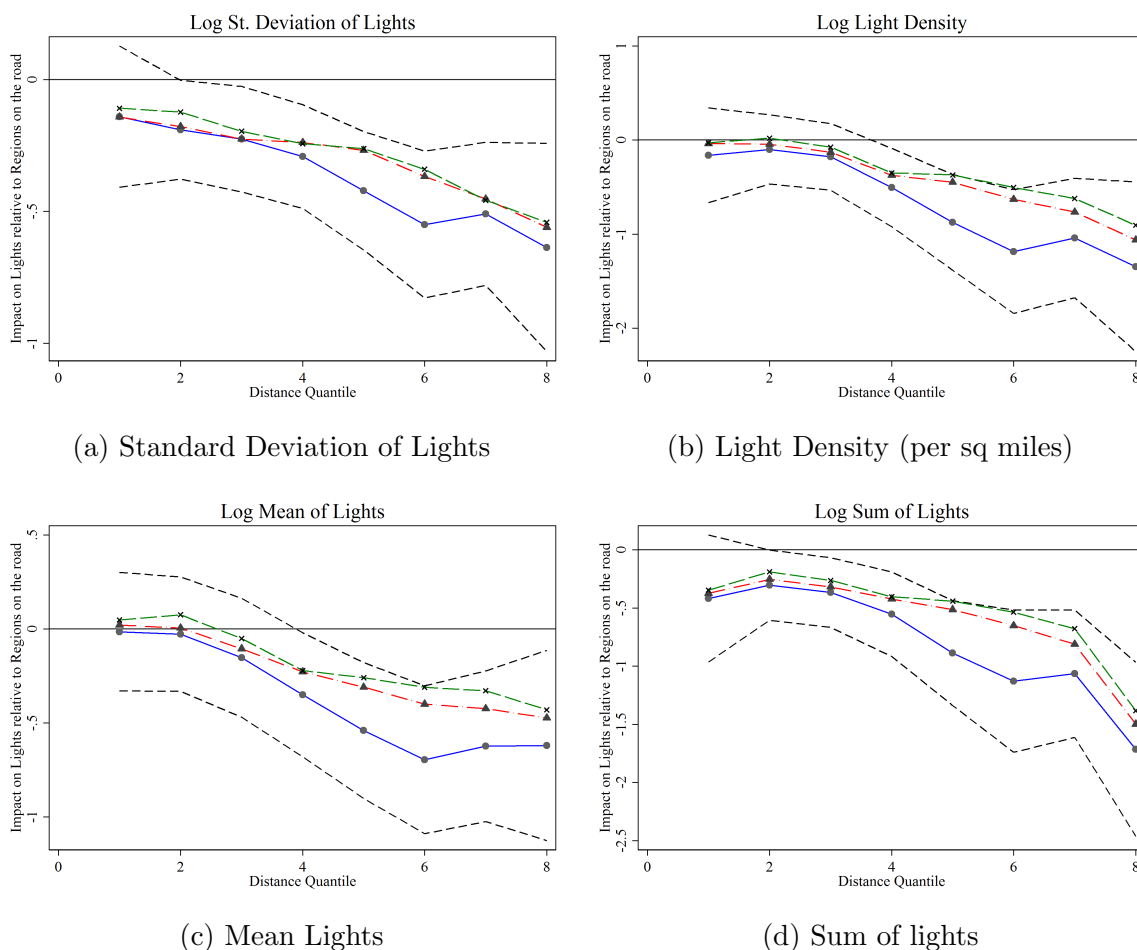 Log St. Deviation of Lights
Impact on Lights relative to Regions on the road
0
-.5
-1
0 2 4 6 8
Distance Quantile
(a) Standard Deviation of Lights
Log Light Density
Impact on Lights relative to Regions on the road
1
0
-1
-2
0 2 4 6 8
Distance Quantile
(b) Light Density (per sq miles)
Log Mean of Lights
Impact on Lights relative to Regions on the road
.5
0
-.5
-1
0 2 4 6 8
Distance Quantile
(c) Mean Lights
Log Sum of Lights
Impact on Lights relative to Regions on the road
0
-.5
-1
-1.5
-2
-2.5
0 2 4 6 8
Distance Quantile
(d) Sum of lights